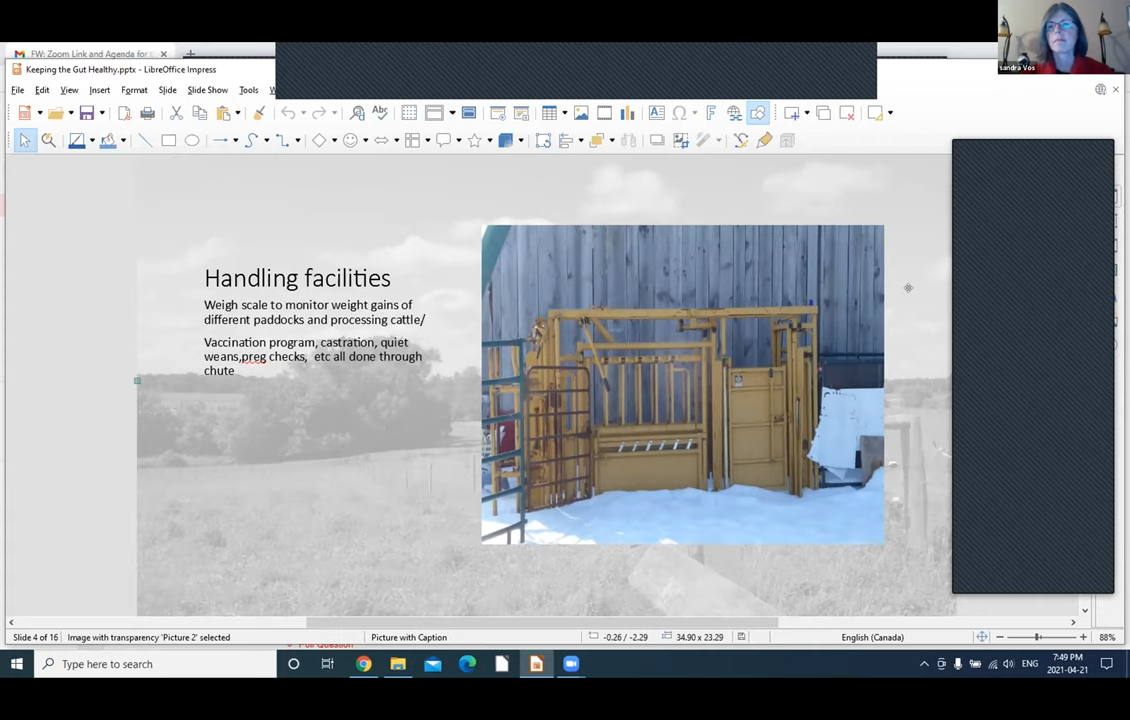 FW: Zoom Link and Agenda for
sandra Vos
Keeping the Gut Healthy.pptx - LibreOffice Impress
File Edit View Insert Format Slide Slide Show Tools
Handling facilities
Weigh scale to monitor weight gains of
different paddocks and processing cattle/
Vaccination program, castration, quiet
weans,preg checks,  etc all done through
chute
Slide 4 of 16 Image with transparency 'Picture 2' selected Picture with Caption -0.26 / -2.29 34.90 x 23.29 English (Canada) 88%
Poll Question
Type here to search ENG 7:49 PM
2021-04-21